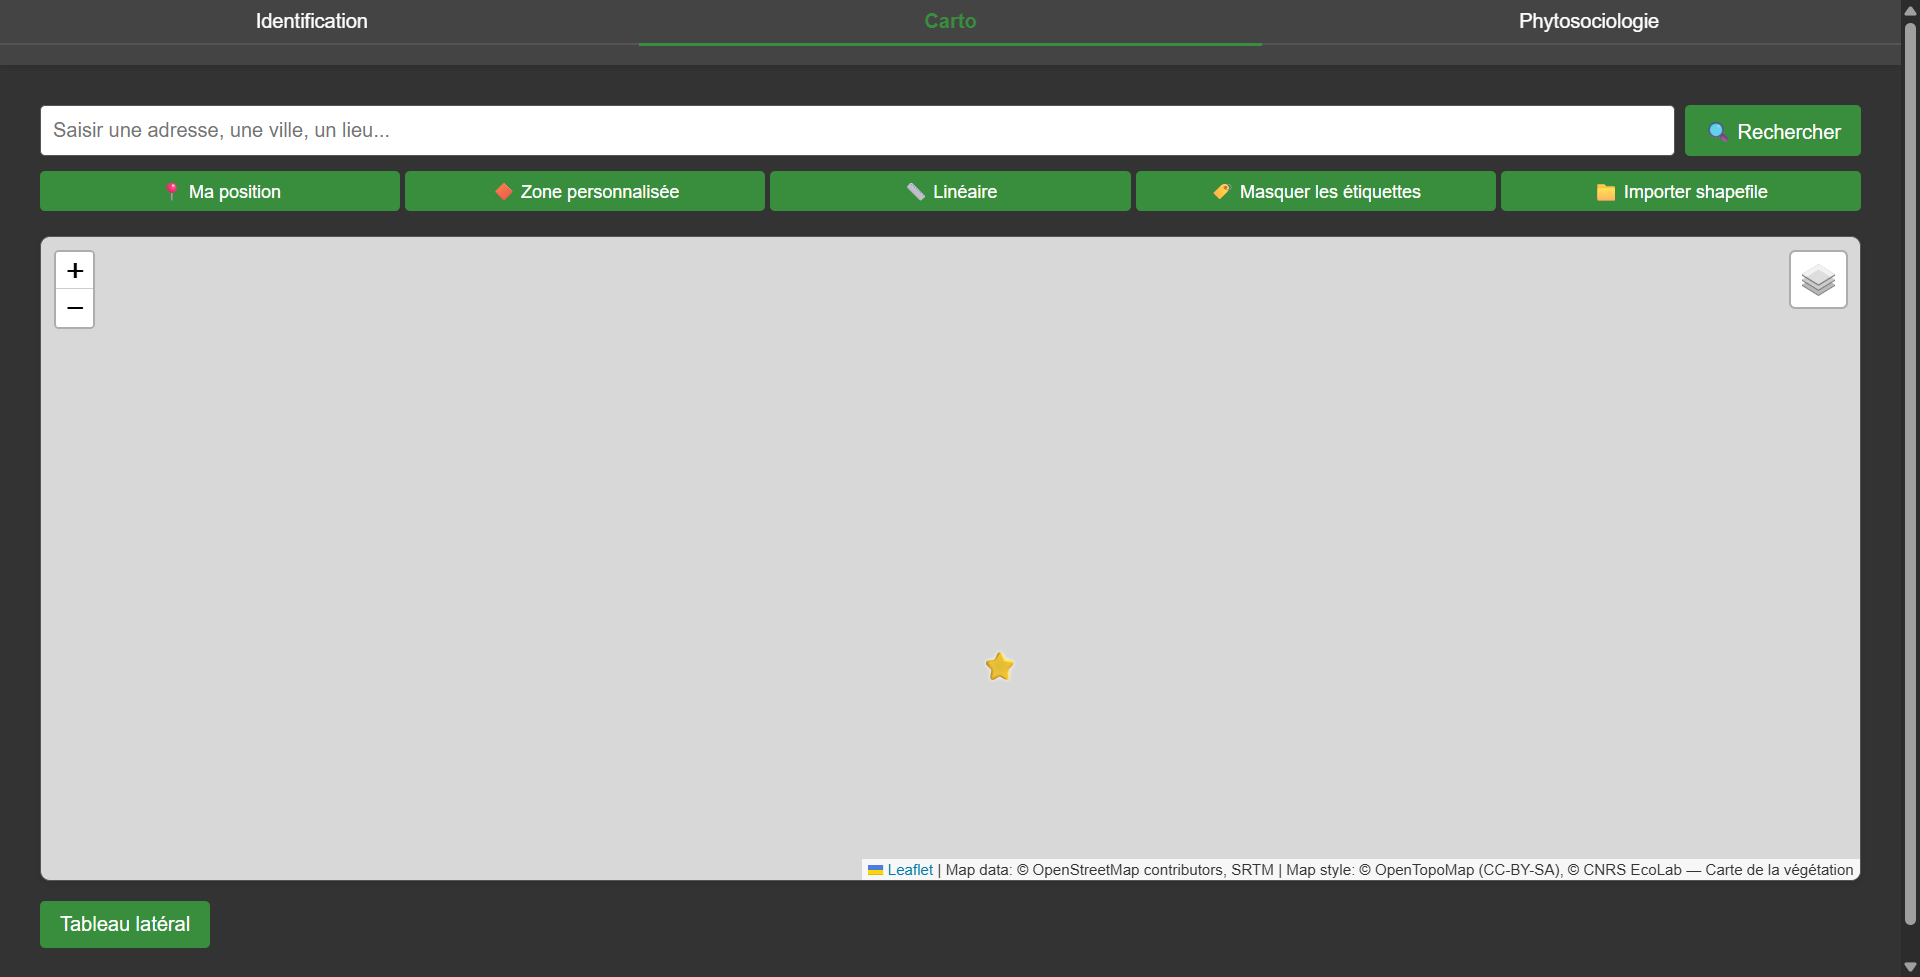 Identification
Carto
Phytosociologie
Saisir une adresse, une ville, un lieu...
Rechercher
Ma position
Zone personnalisée
Linéaire
Masquer les étiquettes
Importer shapefile
+
−
Leaflet | Map data: © OpenStreetMap contributors, SRTM | Map style: © OpenTopoMap (CC-BY-SA), © CNRS EcoLab — Carte de la végétation
Tableau latéral